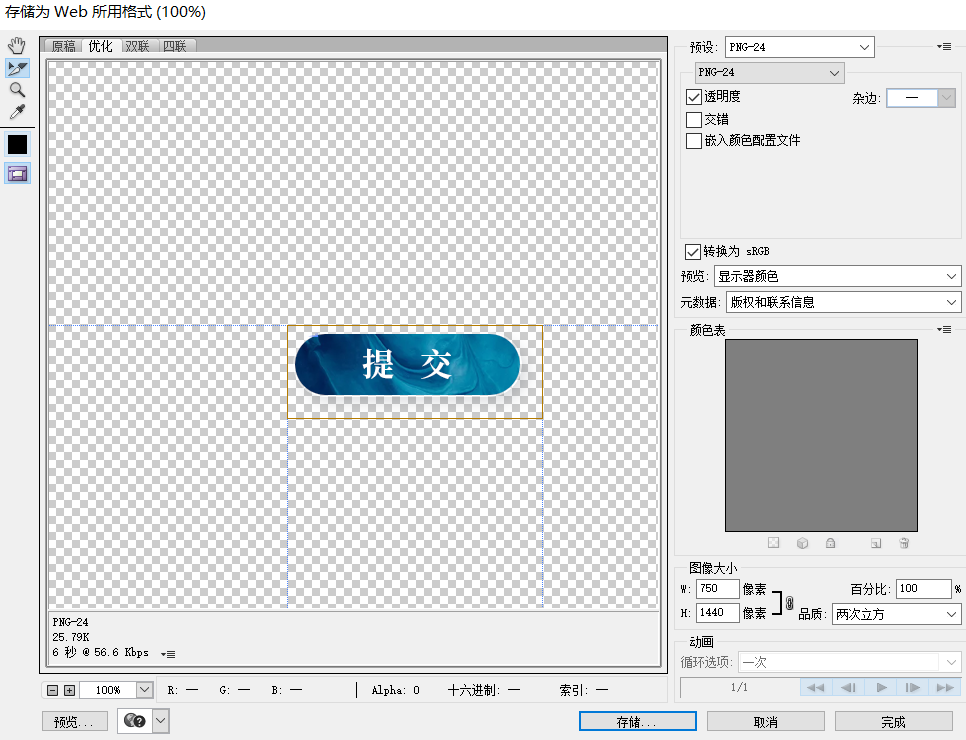 存储为 Web 所用格式 (100%)
原稿 优化 双联 四联
提 交
PNG-24
25.79K
6 秒 @ 56.6 Kbps
100% R: — G: — B: — Alpha: 0 十六进制: — 索引: —
预览...
预设: PNG-24
PNG-24
透明度 杂边: —
交错
嵌入颜色配置文件
转换为 sRGB
预览: 显示器颜色
元数据: 版权和联系信息
颜色表
图像大小
W: 750 像素 百分比: 100 %
H: 1440 像素 品质: 两次立方
动画
循环选项: 一次
1/1
存储... 取消 完成